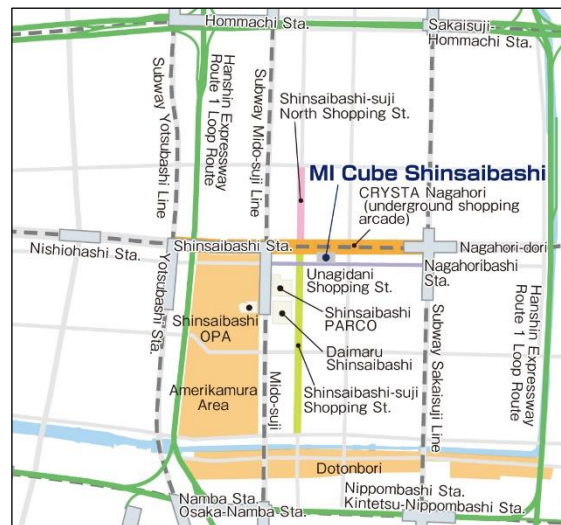 Hommachi Sta.
Sakaisuji-
Hommachi Sta.
Subway Yotsubashi Line
Hanshin Expressway
Route 1 Loop Route
Subway Mido-suji Line
Shinsaibashi-suji
North Shopping St.
MI Cube Shinsaibashi
CRYSTA Nagahori
(underground shopping
arcade)
Nishiohashi Sta.
Shinsaibashi Sta.
Nagahori-dori
Yotsubashi Sta.
Unagidani
Shopping St.
Nagahoribashi
Sta.
Shinsaibashi
OPA
Shinsaibashi
PARCO
Daimaru
Shinsaibashi
Hanshin Expressway
Route 1 Loop Route
Amerikamura
Area
Mido-suji
Shinsaibashi-suji
Shopping St.
Subway Sakaisuji Line
Dotonbori
Namba Sta.
Osaka-Namba Sta.
Nippombashi Sta.
Kintetsu-Nippombashi Sta.